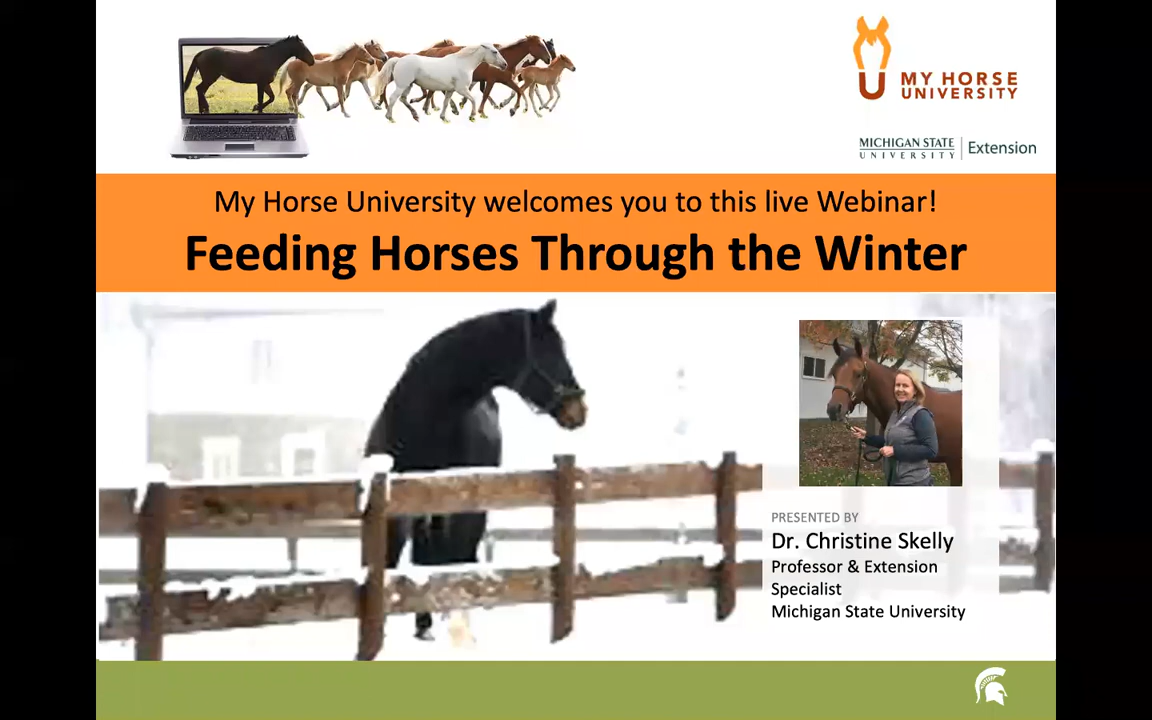 MY HORSE
UNIVERSITY
MICHIGAN STATE
UNIVERSITY
Extension
My Horse University welcomes you to this live Webinar!
Feeding Horses Through the Winter
PRESENTED BY
Dr. Christine Skelly
Professor & Extension
Specialist
Michigan State University